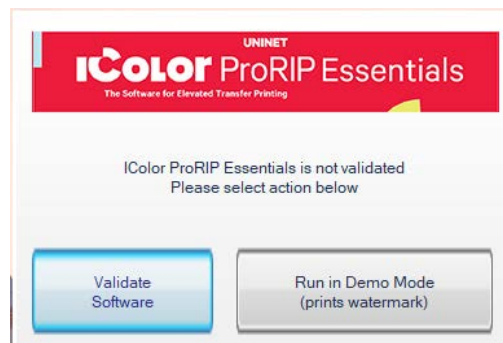 UNINET
IColor ProRIP Essentials
The Software for Elevated Transfer Printing
IColor ProRIP Essentials is not validated
Please select action below
Validate
Software
Run in Demo Mode
(prints watermark)